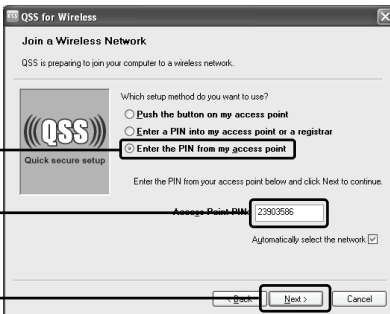 QSS for Wireless
Join a Wireless Network
QSS is preparing to join your computer to a wireless network.
Which setup method do you want to use?
Push the button on my access point
Enter a PIN into my access point or a registrar
Enter the PIN from my access point
((QSS))
Quick secure setup
Enter the PIN from your access point below and click Next to continue.
Access Point PIN: 23903586
Automatically select the network
< Back Next > Cancel